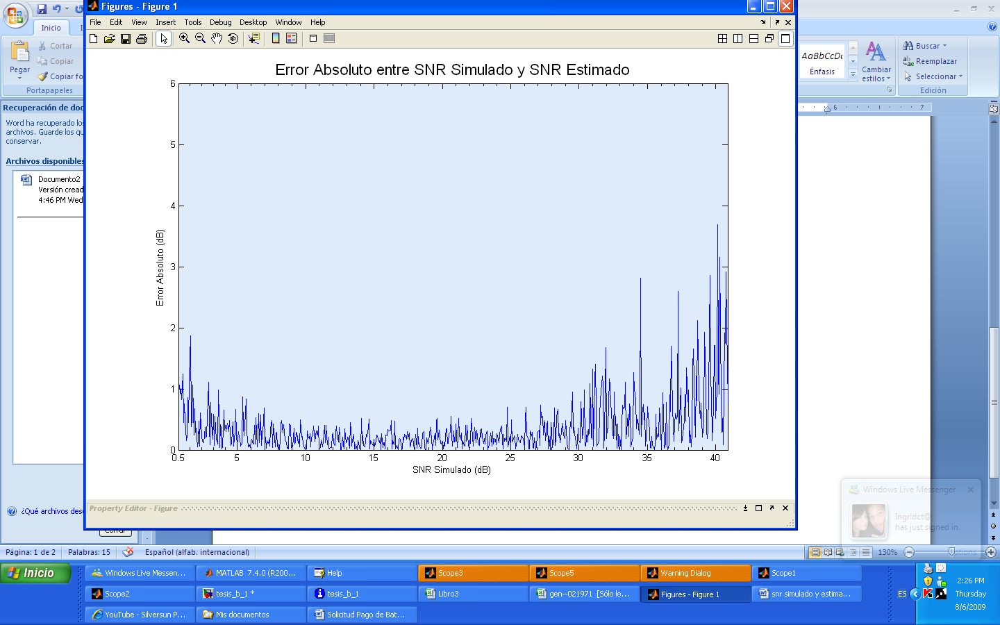 Figures - Figure 1
File Edit View Insert Tools Debug Desktop Window Help
Inicio
Pegar
Cortar
Copiar
Copiar fo
Portapapeles
AaBbCcDc
Énfasis
Cambiar
estilos
Buscar
Reemplazar
Seleccionar
Edición
Recuperación de doc
Word ha recuperado los
archivos. Guarde los qu
conservar.
Archivos disponibles
Documento2
Versión cread
4:46 PM Wed
¿Qué archivos dese
Cerrar
6 7
Error Absoluto entre SNR Simulado y SNR Estimado
6
5
4
3
2
1
0
Error Absoluto (dB)
0.5 5 10 15 20 25 30 35 40
SNR Simulado (dB)
Property Editor - Figure
Windows Live Messenger
Ingridct@
has just signed in.
Página: 1 de 2 Palabras: 15 Español (alfab. internacional) 130%
Options
Inicio
Windows Live Messen... MATLAB 7.4.0 (R200... Help Scope3 Scope5 Warning Dialog Scope1
Scope2 tesis_b_1 * tesis_b_1 Libro3 gen--021971 [Sólo le... Figures - Figure 1 snr simulado y estima...
YouTube - Silversun P... Mis documentos Solicitud Pago de Bat...
ES
2:26 PM
Thursday
8/6/2009